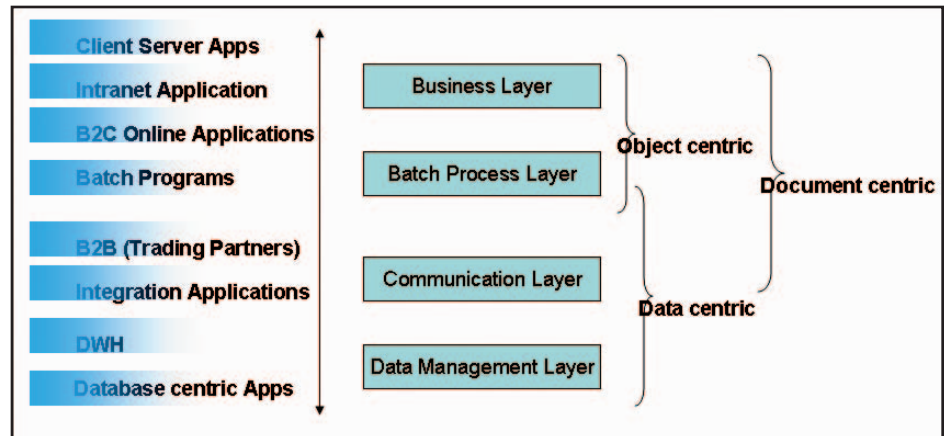 Client Server Apps
Intranet Application
B2C Online Applications
Batch Programs
B2B (Trading Partners)
Integration Applications
DWH
Database centric Apps
Business Layer
Batch Process Layer
Communication Layer
Data Management Layer
Object centric
Data centric
Document centric